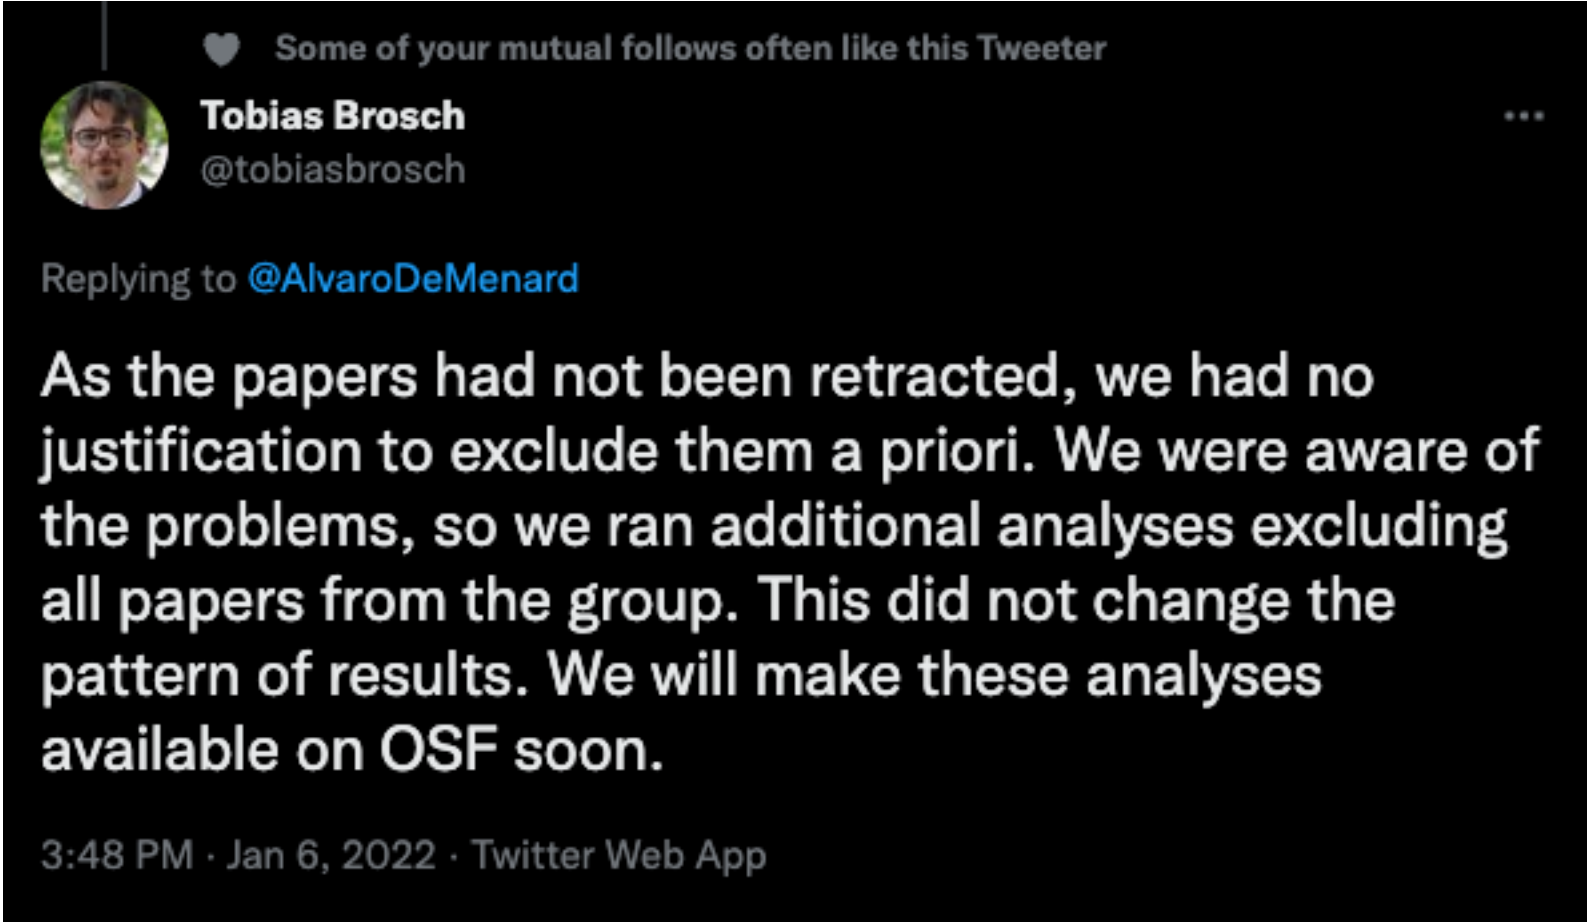 Some of your mutual follows often like this Tweeter
Tobias Brosch
@tobiasbrosch
Replying to @AlvaroDeMenard
As the papers had not been retracted, we had no
justification to exclude them a priori. We were aware of
the problems, so we ran additional analyses excluding
all papers from the group. This did not change the
pattern of results. We will make these analyses
available on OSF soon.
3:48 PM · Jan 6, 2022 · Twitter Web App